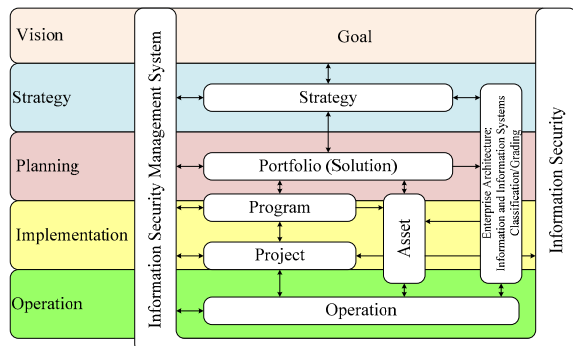 Vision
Goal
Strategy
Strategy
Planning
Portfolio (Solution)
Program
Implementation
Project
Asset
Operation
Operation
Information Security Management System
Enterprise Architecture;
Information and Information Systems
Classification/Grading
Information Security